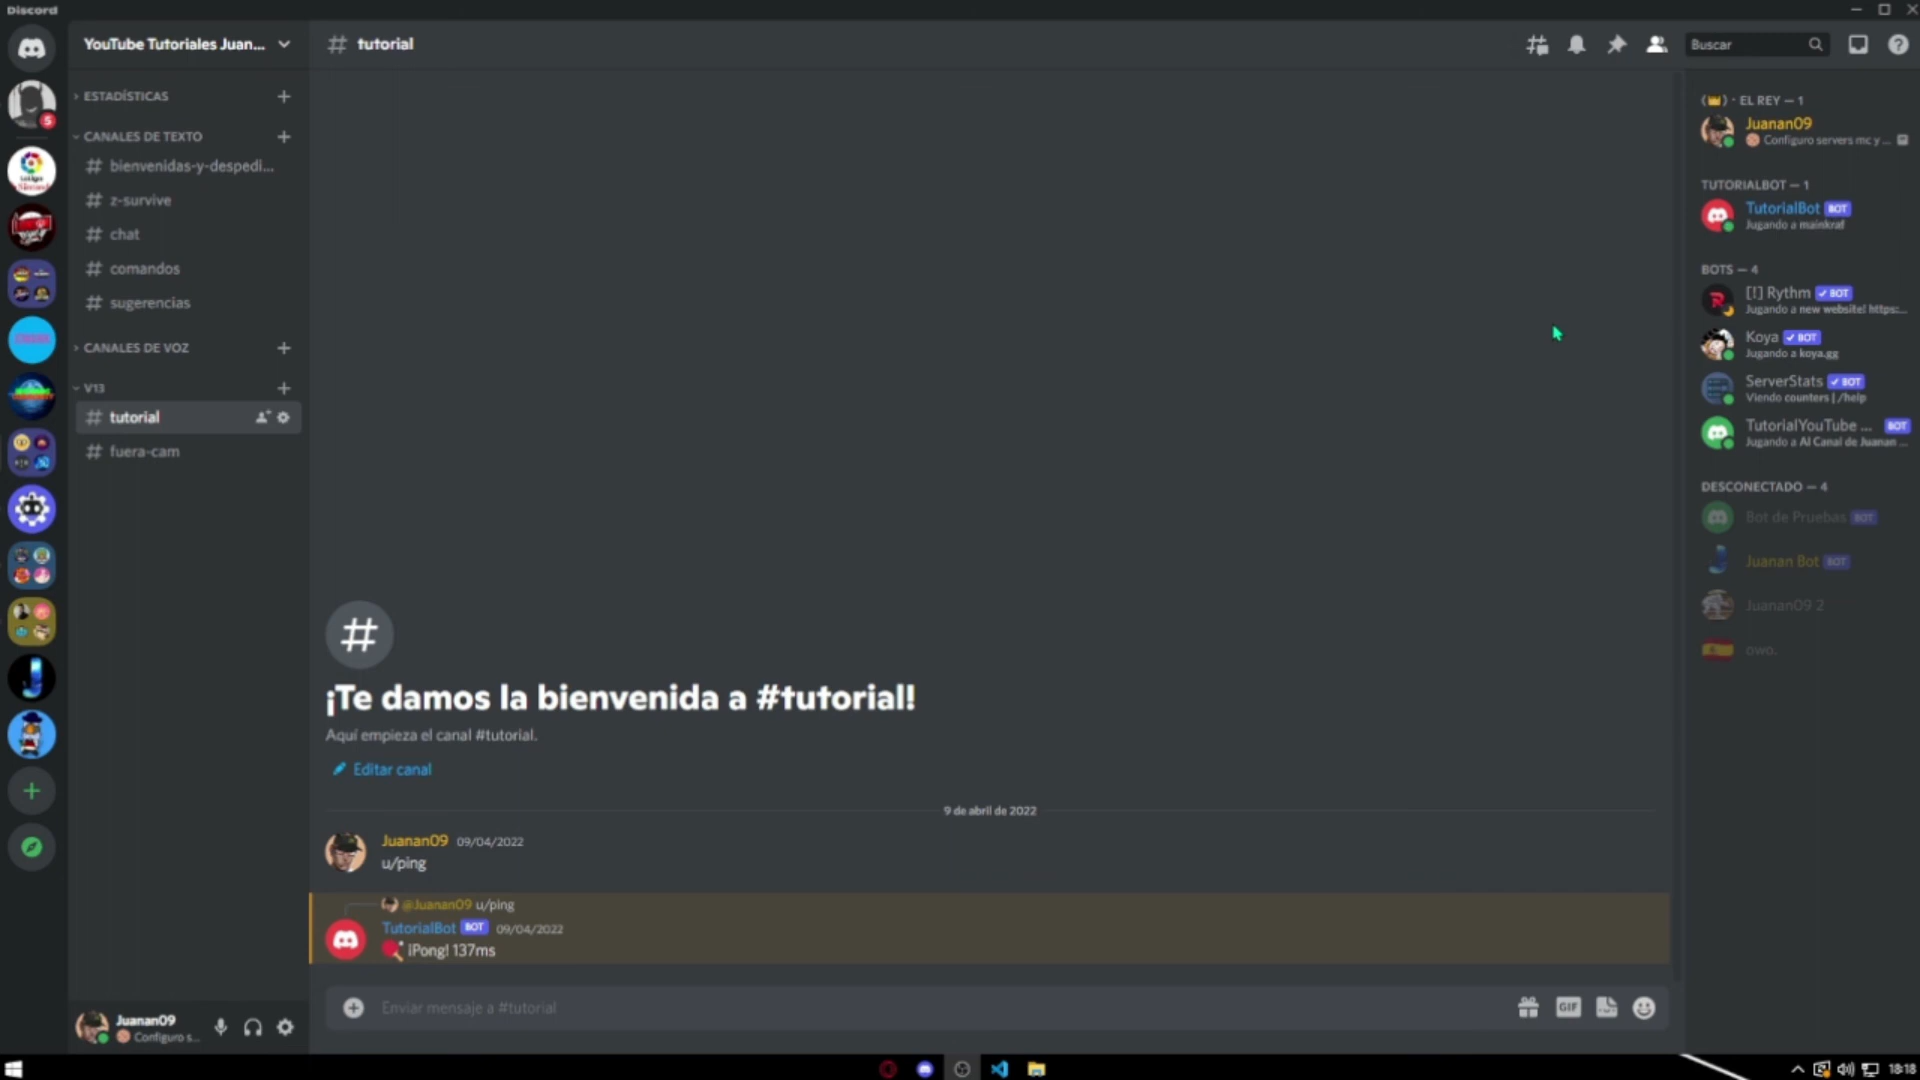 Discord
YouTube Tutoriales Juan...
tutorial
Buscar
5
ESTADÍSTICAS
CANALES DE TEXTO
bienvenidas-y-despedi...
z-survive
chat
comandos
sugerencias
CANALES DE VOZ
V13
tutorial
fuera-cam
¡Te damos la bienvenida a #tutorial!
Aquí empieza el canal #tutorial.
Editar canal
9 de abril de 2022
Juanan09 09/04/2022
u/ping
@Juanan09 u/ping
TutorialBot BOT 09/04/2022
¡Pong! 137ms
Enviar mensaje a #tutorial
GIF
Juanan09
Configuro s...
EL REY — 1
Juanan09
Configuro servers mc y ...
TUTORIALBOT — 1
TutorialBot BOT
Jugando a mainkraf
BOTS — 4
[!] Rythm BOT
Jugando a new website! https:...
Koya BOT
Jugando a koya.gg
ServerStats BOT
Viendo counters | /help
TutorialYouTube ... BOT
Jugando a Al Canal de Juanan ...
DESCONECTADO — 4
Bot de Pruebas BOT
Juanan Bot BOT
Juanan09 2
owo.
18:18